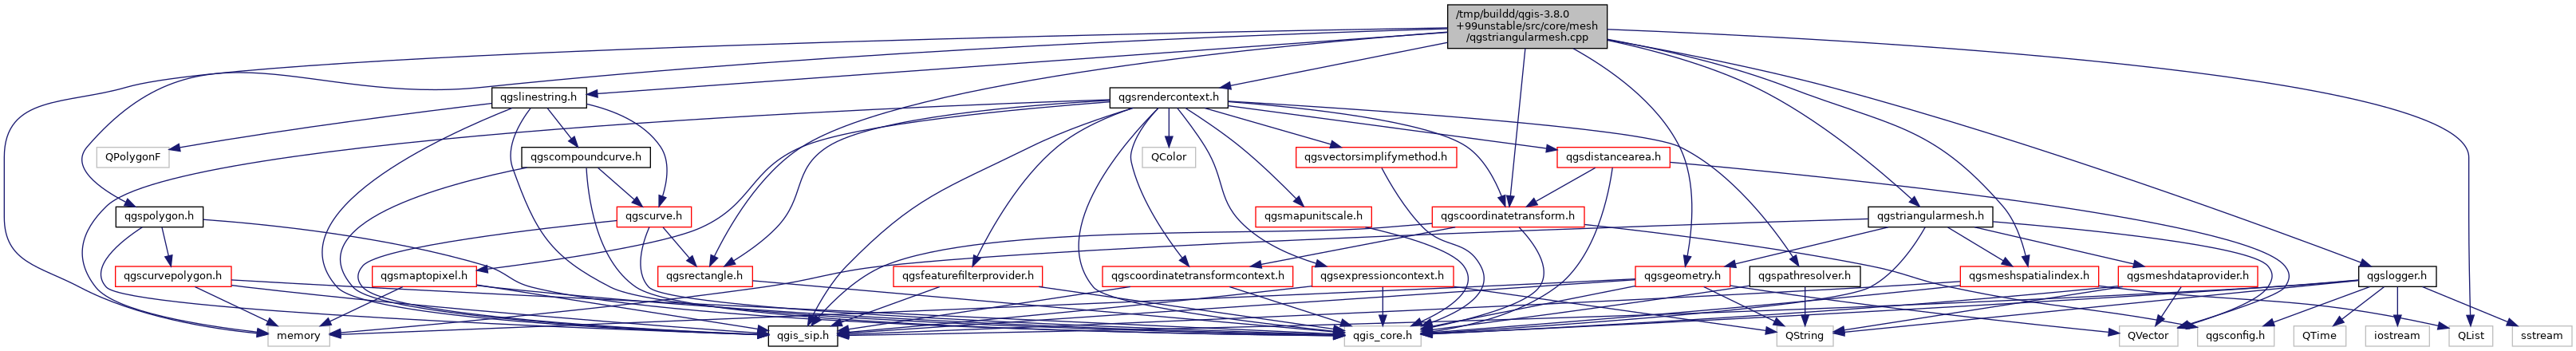 /tmp/buildd/qgis-3.8.0
+99unstable/src/core/mesh
/qgstriangularmesh.cpp
qgslinestring.h
qgsrendercontext.h
QPolygonF
qgscompoundcurve.h
QColor
qgsvectorsimplifymethod.h
qgsdistancearea.h
qgspolygon.h
qgscurve.h
qgsmapunitscale.h
qgscoordinatetransform.h
qgstriangularmesh.h
qgscurvepolygon.h
qgsmaptopixel.h
qgsrectangle.h
qgsfeaturefilterprovider.h
qgscoordinatetransformcontext.h
qgsexpressioncontext.h
qgsgeometry.h
qgspathresolver.h
qgsmeshspatialindex.h
qgsmeshdataprovider.h
qgslogger.h
memory
qgis_sip.h
qgis_core.h
QString
QVector
qgsconfig.h
QTime
iostream
QList
sstream